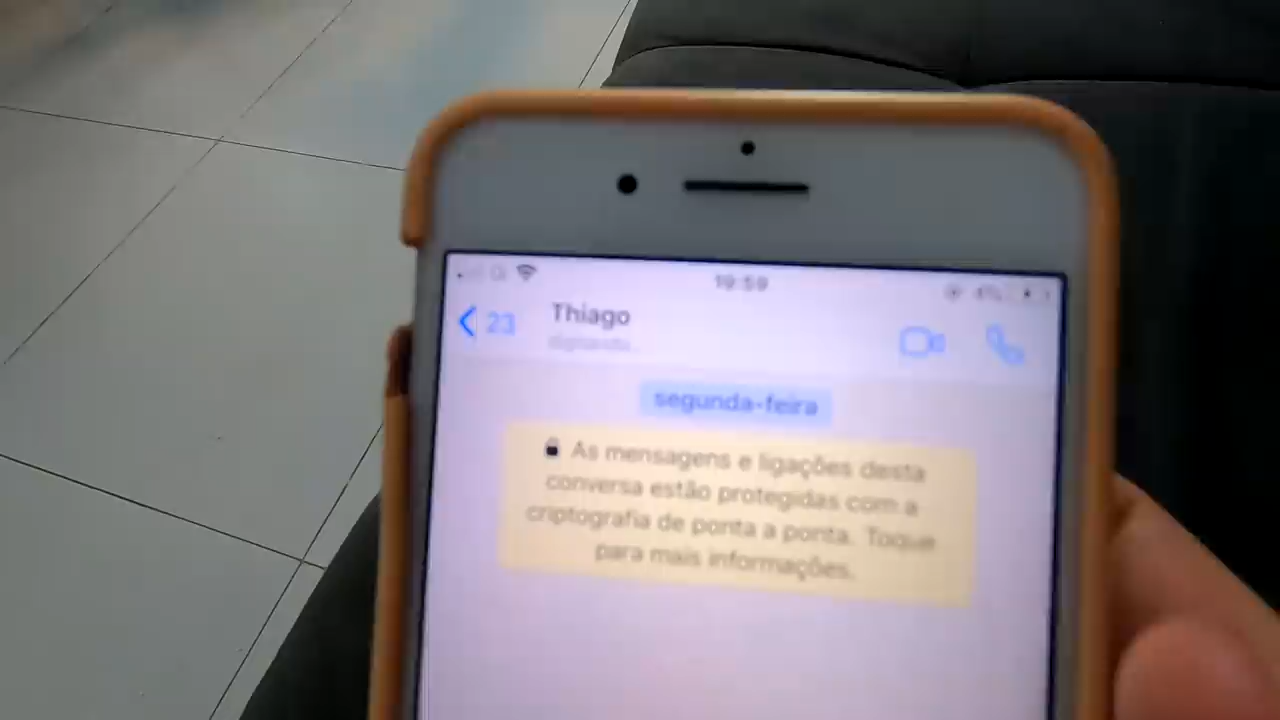 19:59
23
Thiago
digitando...
segunda-feira
As mensagens e ligações desta
conversa estão protegidas com a
criptografia de ponta a ponta. Toque
para mais informações.